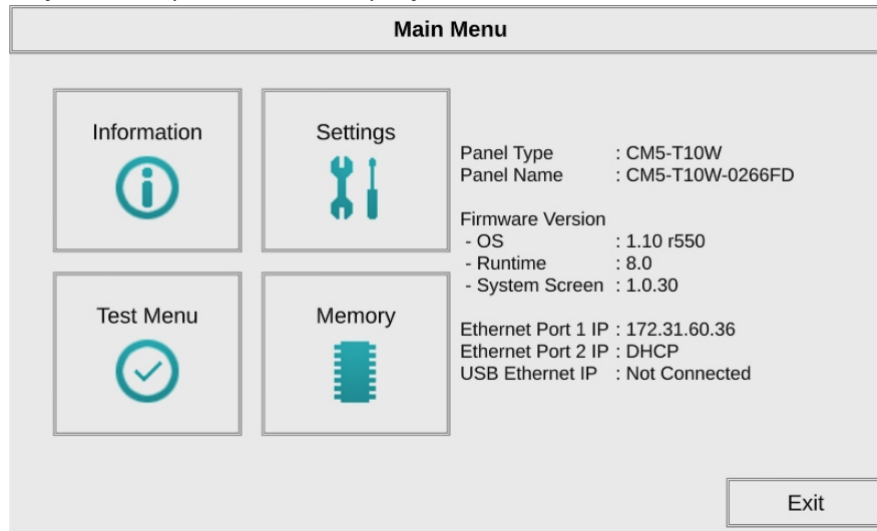 Main Menu
Information
Settings
Test Menu
Memory
Panel Type : CM5-T10W
Panel Name : CM5-T10W-0266FD
Firmware Version
- OS : 1.10 r550
- Runtime : 8.0
- System Screen : 1.0.30
Ethernet Port 1 IP : 172.31.60.36
Ethernet Port 2 IP : DHCP
USB Ethernet IP : Not Connected
Exit